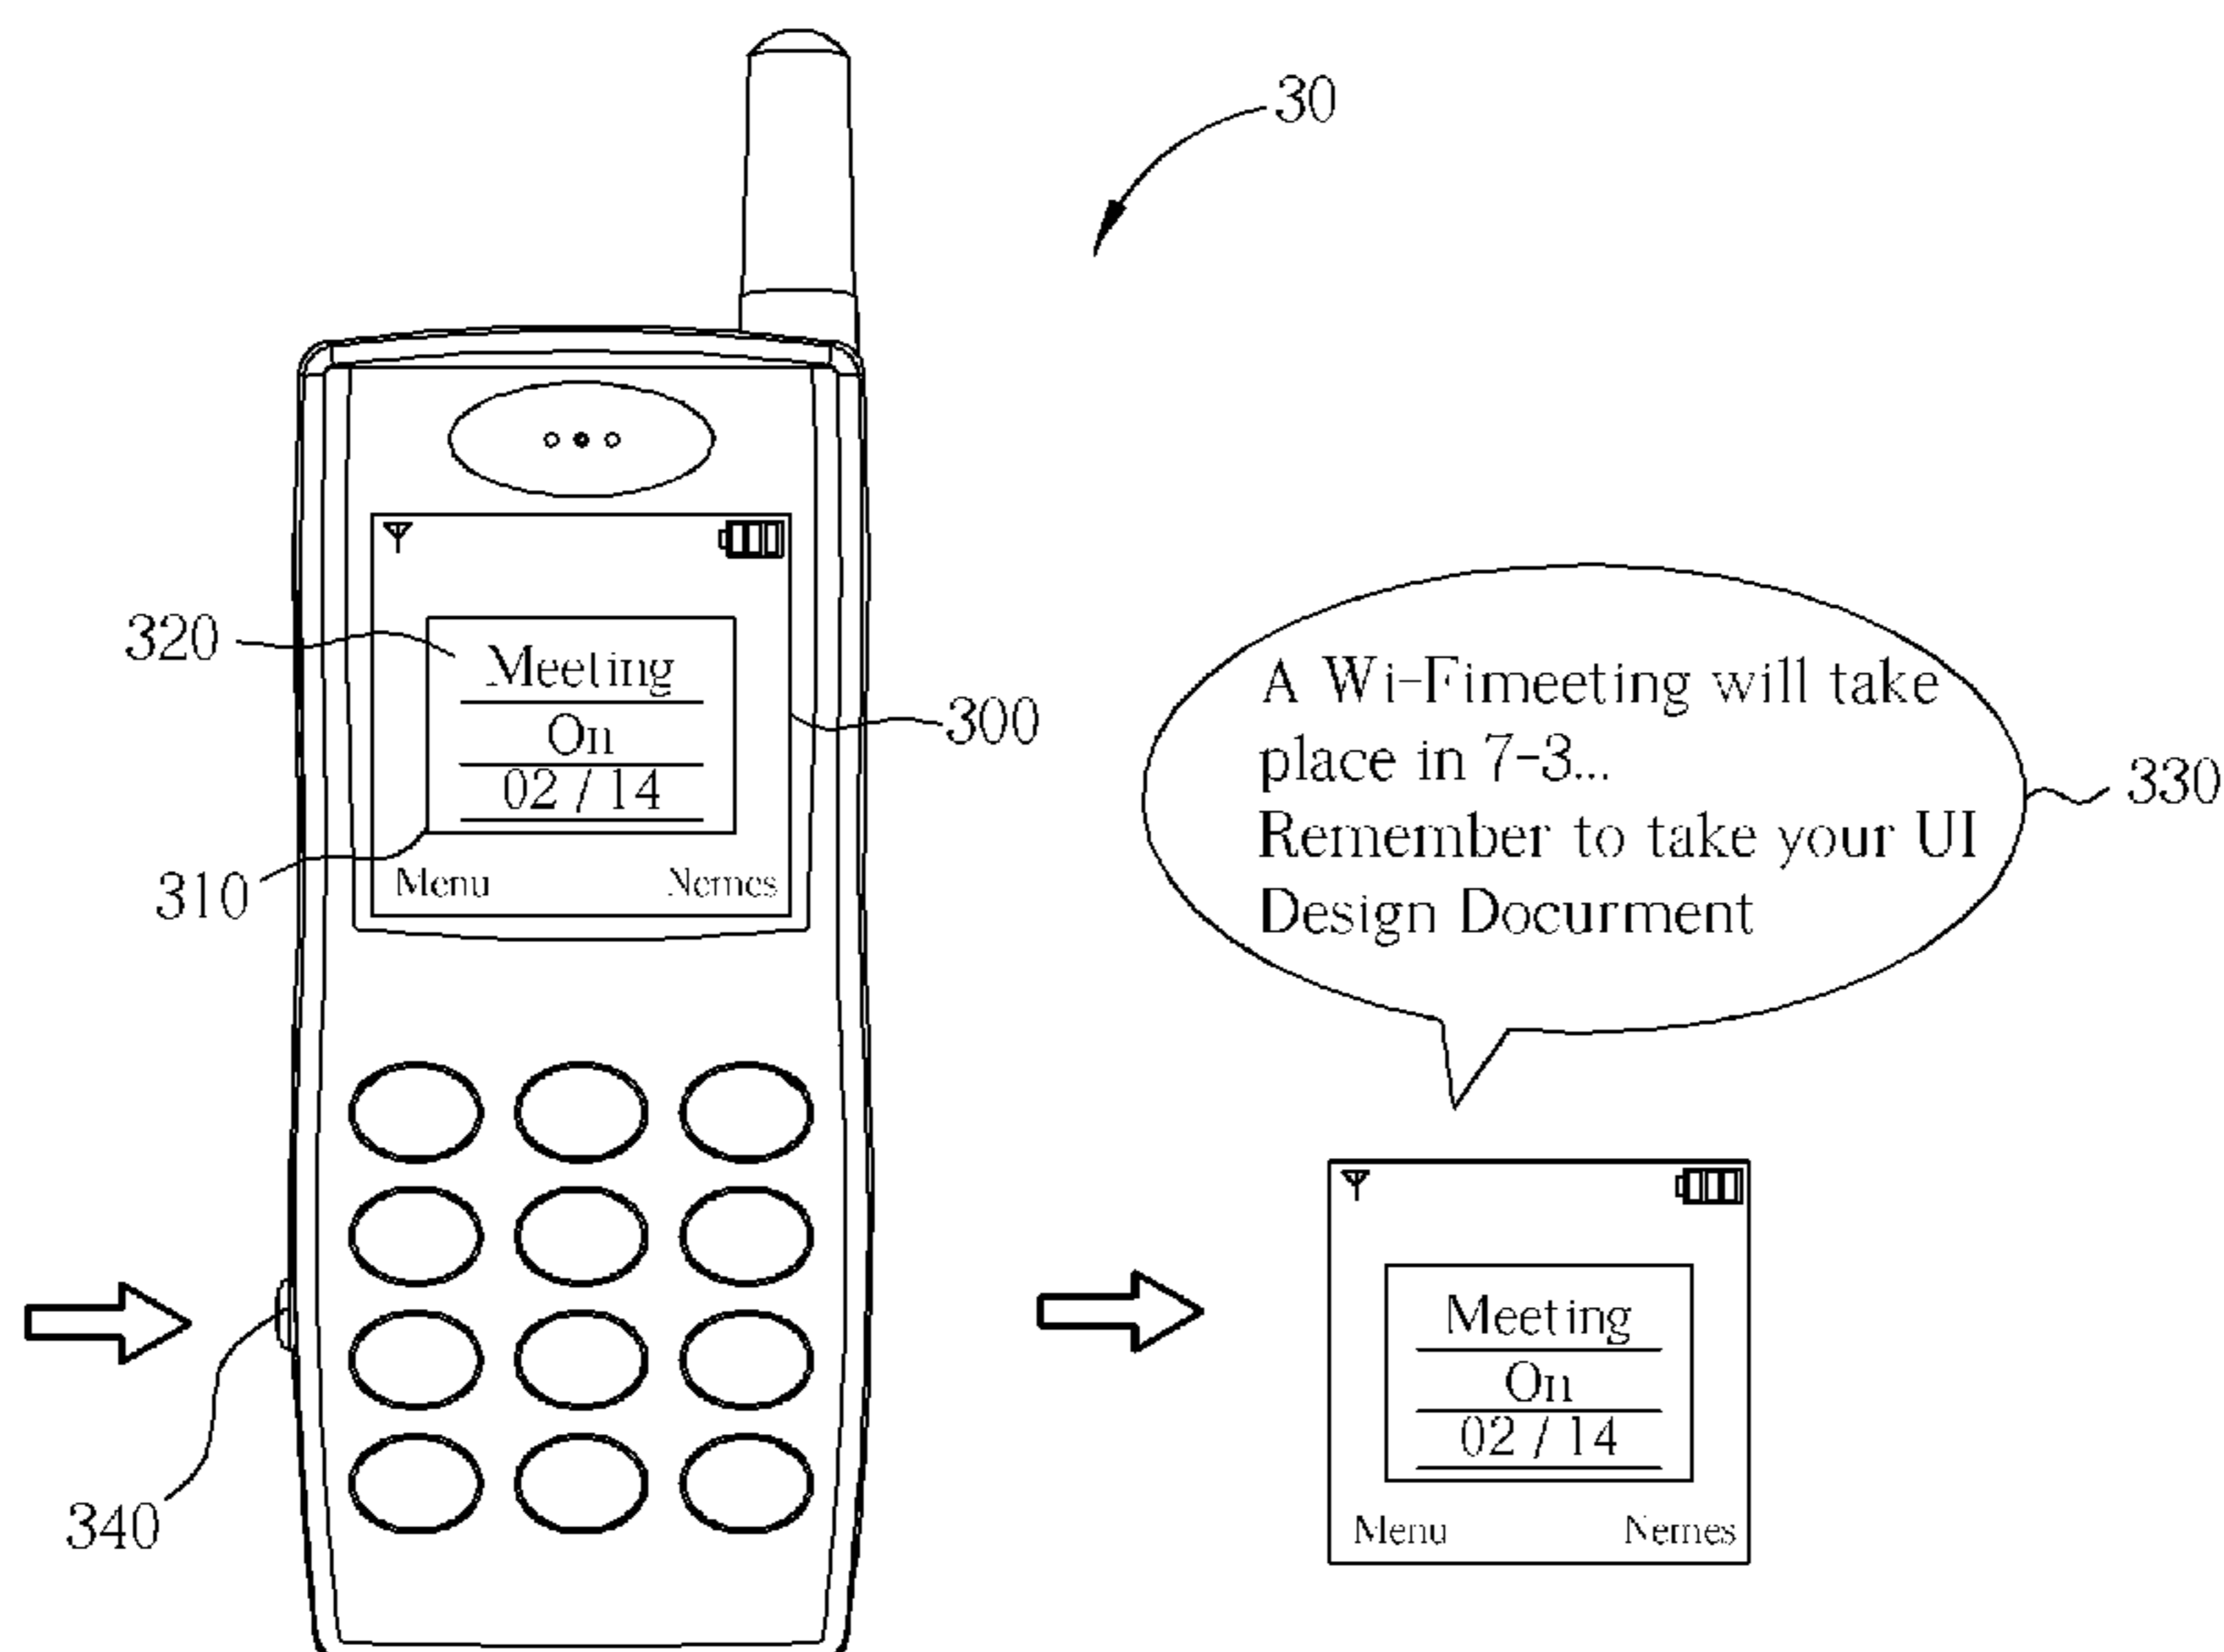 30
320
Meeting
On
02 / 14
300
310
Menu Nemes
A Wi-Fimeeting will take
place in 7-3...
Remember to take your UI
Design Docurment
330
340
Meeting
On
02 / 14
Menu Nemes